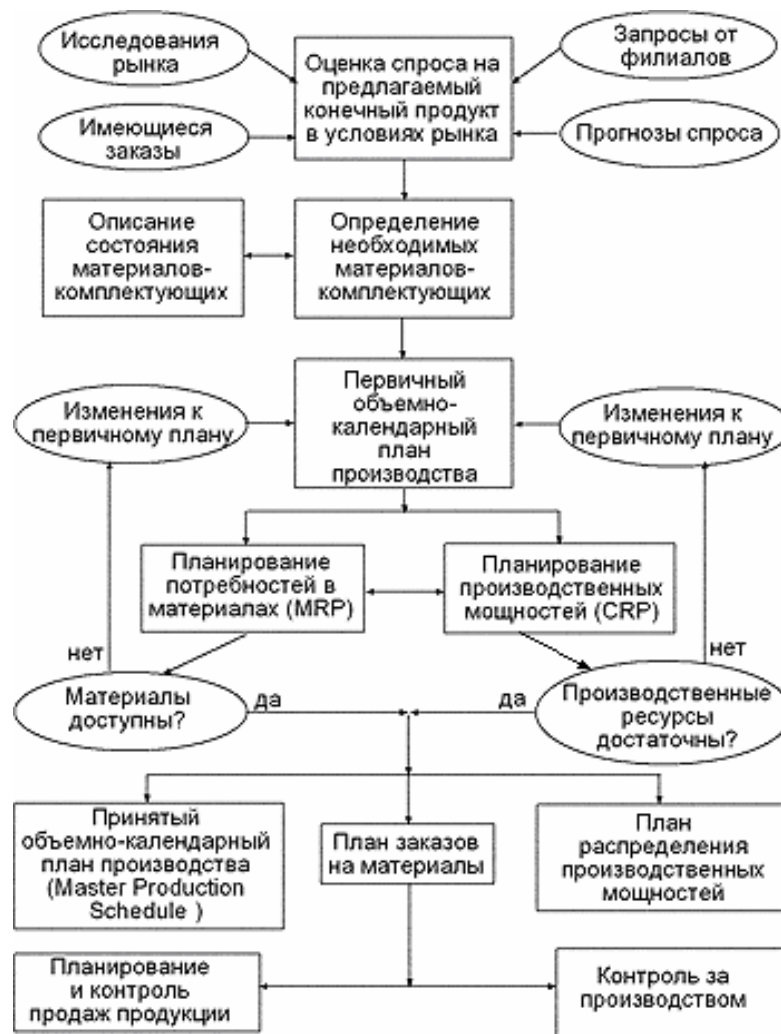 Исследования
рынка
Оценка спроса на
предлагаемый
конечный продукт
в условиях рынка
Запросы от
филиалов
Имеющиеся
заказы
Прогнозы спроса
Описание
состояния
материалов-
комплектующих
Определение
необходимых
материалов-
комплектующих
Изменения к
первичному плану
Первичный
объемно-
календарный
план
производства
Изменения к
первичному плану
Планирование
потребностей в
материалах (MRP)
Планирование
производственных
мощностей (CRP)
нет
нет
Материалы
доступны?
да
да
Производственные
ресурсы
достаточны?
Принятый
объемно-календарный
план производства
(Master Production
Schedule )
План заказов
на материалы
План
распределения
производственных
мощностей
Планирование
и контроль
продаж продукции
Контроль за
производством